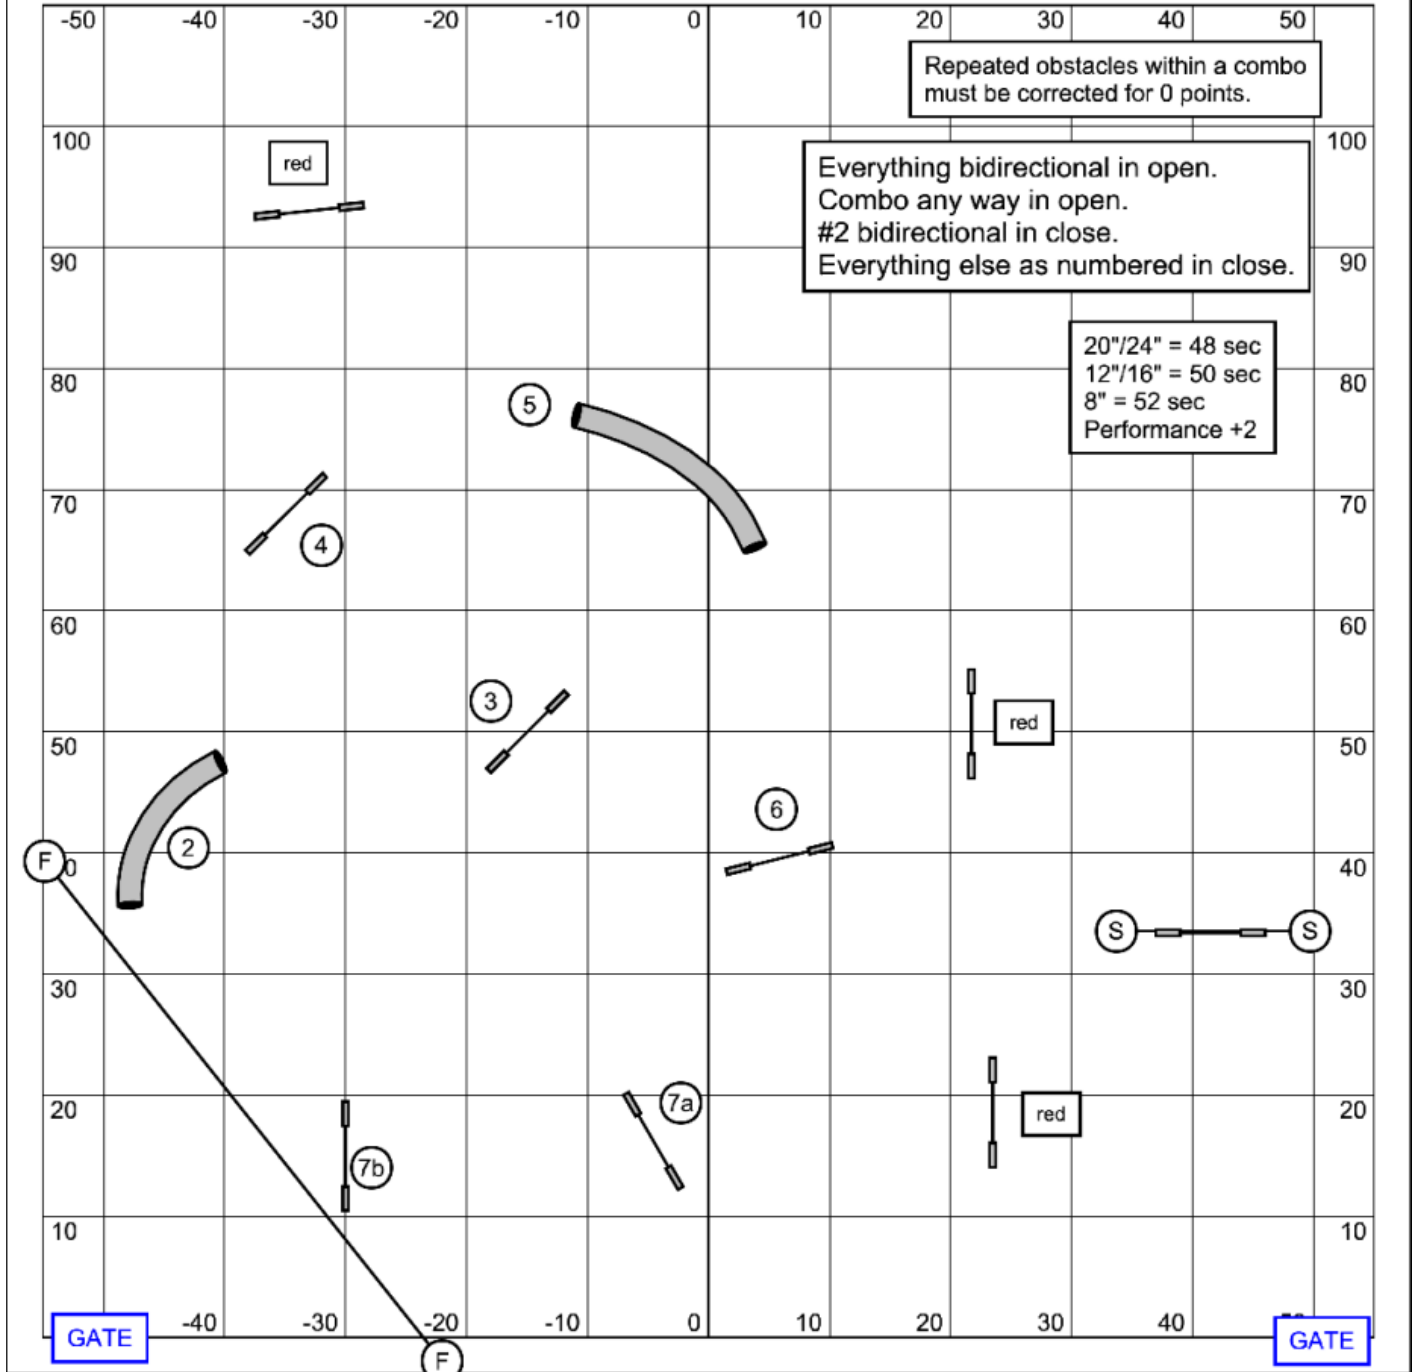 -50 -40 -30 -20 -10 0 10 20 30 40 50
Repeated obstacles within a combo
must be corrected for 0 points.
100 100
red
Everything bidirectional in open.
Combo any way in open.
#2 bidirectional in close.
Everything else as numbered in close.
90 90
20"/24" = 48 sec
12"/16" = 50 sec
8" = 52 sec
Performance +2
80 80
5
70 70
4
60 60
3
red
50 50
6
2
F 0 40
S S
30 30
7a
20 20
red
7b
10 10
-40 -30 -20 -10 0 10 20 30 40
GATE GATE
F